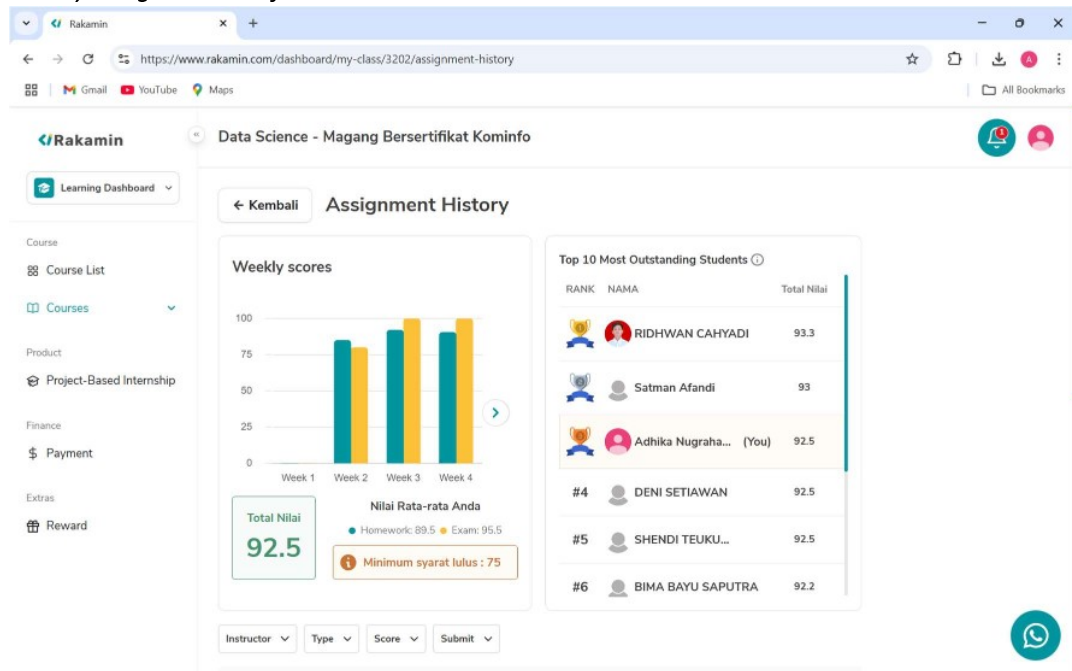 Rakamin
https://www.rakamin.com/dashboard/my-class/3202/assignment-history
Gmail YouTube Maps All Bookmarks
Rakamin
Data Science - Magang Bersertifikat Kominfo
1
Learning Dashboard
Course
Course List
Courses
Product
Project-Based Internship
Finance
$ Payment
Extras
Reward
← Kembali
Assignment History
Weekly scores
100
75
50
25
0
Week 1 Week 2 Week 3 Week 4
Total Nilai
92.5
Nilai Rata-rata Anda
Homework: 89.5 Exam: 95.5
Minimum syarat lulus : 75
Top 10 Most Outstanding Students
RANK NAMA Total Nilai
RIDHWAN CAHYADI 93.3
Satman Afandi 93
Adhika Nugraha... (You) 92.5
#4 DENI SETIAWAN 92.5
#5 SHENDI TEUKU... 92.5
#6 BIMA BAYU SAPUTRA 92.2
Instructor Type Score Submit